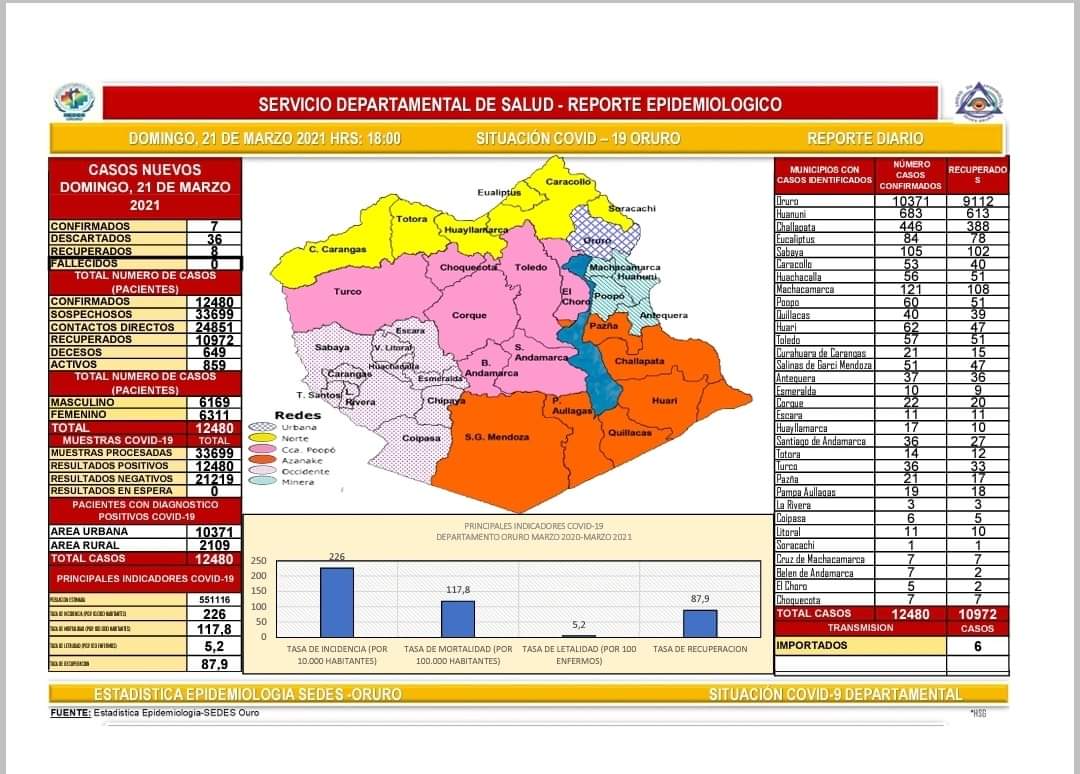 SERVICIO DEPARTAMENTAL DE SALUD - REPORTE EPIDEMIOLOGICO
DOMINGO, 21 DE MARZO 2021 HRS: 18:00 SITUACIÓN COVID – 19 ORURO REPORTE DIARIO
CASOS NUEVOS
DOMINGO, 21 DE MARZO
2021
CONFIRMADOS 7
DESCARTADOS 36
RECUPERADOS 8
FALLECIDOS 0
TOTAL NUMERO DE CASOS
(PACIENTES)
CONFIRMADOS 12480
SOSPECHOSOS 33699
CONTACTOS DIRECTOS 24851
RECUPERADOS 10972
DECESOS 649
ACTIVOS 859
TOTAL NUMERO DE CASOS
(PACIENTES)
MASCULINO 6169
FEMENINO 6311
TOTAL 12480
MUESTRAS COVID-19 TOTAL
MUESTRAS PROCESADAS 33699
RESULTADOS POSITIVOS 12480
RESULTADOS NEGATIVOS 21219
RESULTADOS EN ESPERA 0
PACIENTES CON DIAGNOSTICO
POSITIVOS COVID-19
AREA URBANA 10371
AREA RURAL 2109
TOTAL CASOS 12480
PRINCIPALES INDICADORES COVID-19
POBLACION ESTIMADA 551116
TASA DE INCIDENCIA (POR 10.000 HABITANTES) 226
TASA DE MORTALIDAD (POR 100.000 HABITANTES) 117,8
TASA DE LETALIDAD (POR 100 ENFERMOS) 5,2
TASA DE RECUPERACION 87,9
Caracollo
Eualiptus
Soracachi
Totora
Huayllamarca
Oruro
C. Carangas
Choquecota
Toledo
Machacamarca
Huanuni
Turco
El
Choro
Poopó
Corque
Antequera
Pazña
Escara
Sabaya
V. Litoral
S.
Andamarca
Challapata
Huachacalla
B.
Andamarca
Carangas
Esmeralda
T. Santos
L.
Rivera
Chipaya
P.
Aullagas
Huari
Coipasa
S.G. Mendoza
Quillacas
Redes
Urbana
Norte
Cca. Poopó
Azanake
Occidente
Minera
PRINCIPALES INDICADORES COVID-19
DEPARTAMENTO ORURO MARZO 2020-MARZO 2021
250
200
150
100
50
0
226
117,8
5,2
87,9
TASA DE INCIDENCIA (POR
10.000 HABITANTES)
TASA DE MORTALIDAD (POR
100.000 HABITANTES)
TASA DE LETALIDAD (POR 100
ENFERMOS)
TASA DE RECUPERACION
MUNICIPIOS CON
CASOS IDENTIFICADOS
NÚMERO
CASOS
CONFIRMADOS
RECUPERADO
S
Oruro 10371 9112
Huanuni 683 613
Challapata 446 388
Eucaliptus 84 78
Sabaya 105 102
Caracollo 53 40
Huachacalla 56 51
Machacamarca 121 108
Poopo 60 51
Quillacas 40 39
Huari 62 47
Toledo 57 51
Curahuara de Carangas 21 15
Salinas de Garci Mendoza 51 47
Antequera 37 36
Esmeralda 10 9
Corque 22 20
Escara 11 11
Huayllamarca 17 10
Santiago de Andamarca 36 27
Totora 14 12
Turco 36 33
Pazña 21 17
Pampa Aullagas 19 18
La Rivera 3 3
Coipasa 6 5
Litoral 11 10
Soracachi 1 1
Cruz de Machacamarca 7 7
Belen de Andamarca 7 2
El Choro 5 2
Choquecota 7 7
TOTAL CASOS 12480 10972
TRANSMISION CASOS
IMPORTADOS 6
ESTADISTICA EPIDEMIOLOGIA SEDES -ORURO SITUACIÓN COVID-9 DEPARTAMENTAL
FUENTE: Estadistica Epidemiologia-SEDES Ouro
*HSG